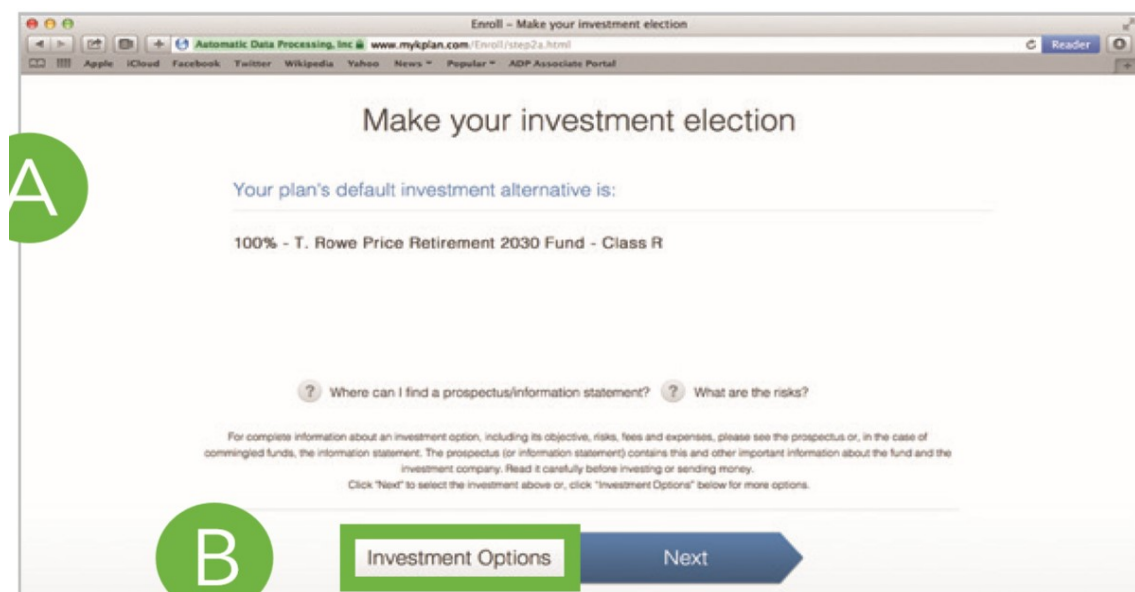 Enroll – Make your investment election
Automatic Data Processing, Inc www.mykplan.com/Enroll/step2a.html
Reader
Apple iCloud Facebook Twitter Wikipedia Yahoo News Popular ADP Associate Portal
Make your investment election
A
Your plan's default investment alternative is:
100% - T. Rowe Price Retirement 2030 Fund - Class R
? Where can I find a prospectus/information statement? ? What are the risks?
For complete information about an investment option, including its objective, risks, fees and expenses, please see the prospectus or, in the case of
commingled funds, the information statement. The prospectus (or information statement) contains this and other important information about the fund and the
investment company. Read it carefully before investing or sending money.
Click "Next" to select the investment above or, click "Investment Options" below for more options.
B
Investment Options
Next